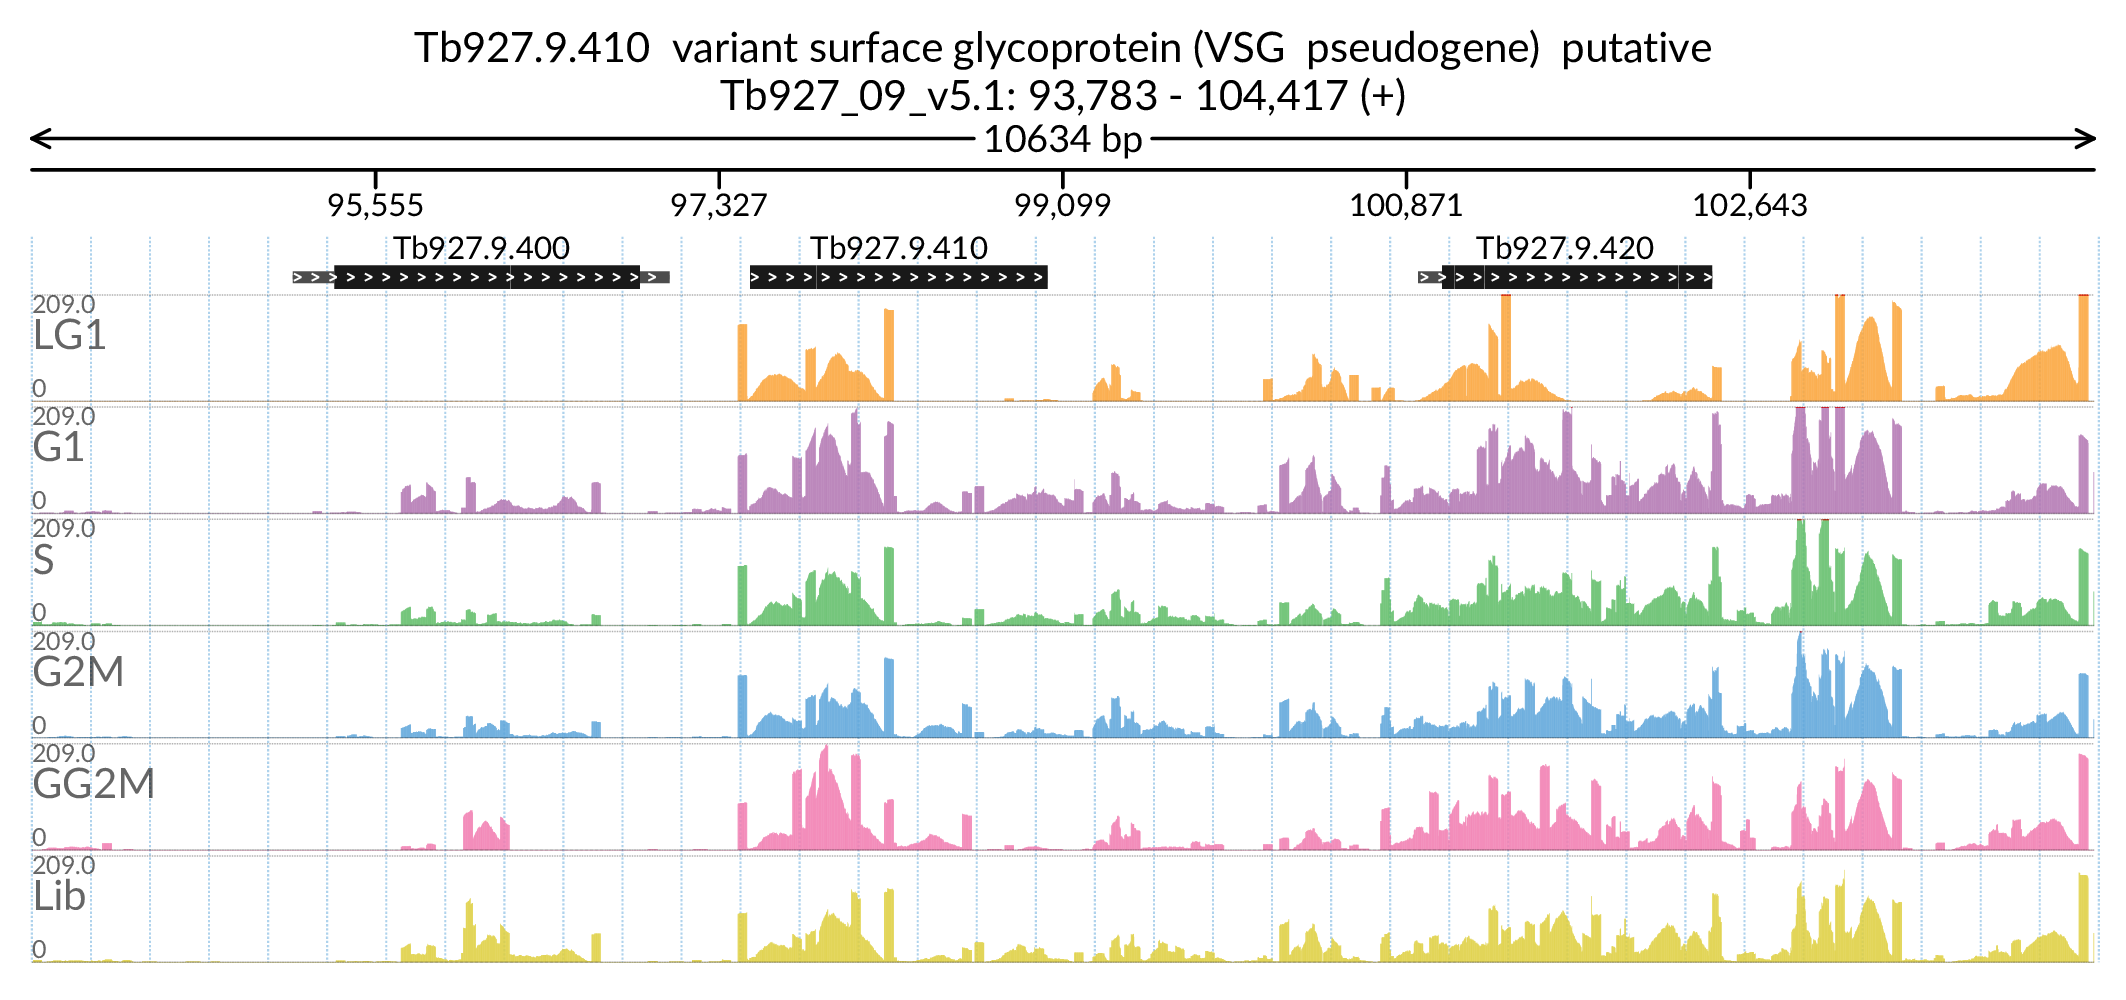 Tb927.9.410  variant surface glycoprotein (VSG  pseudogene)  putative
Tb927_09_v5.1: 93,783 - 104,417 (+)
10634 bp
95,555 97,327 99,099 100,871 102,643
Tb927.9.400 Tb927.9.410 Tb927.9.420
209.0
LG1
0
209.0
G1
0
209.0
S
0
209.0
G2M
0
209.0
GG2M
0
209.0
Lib
0